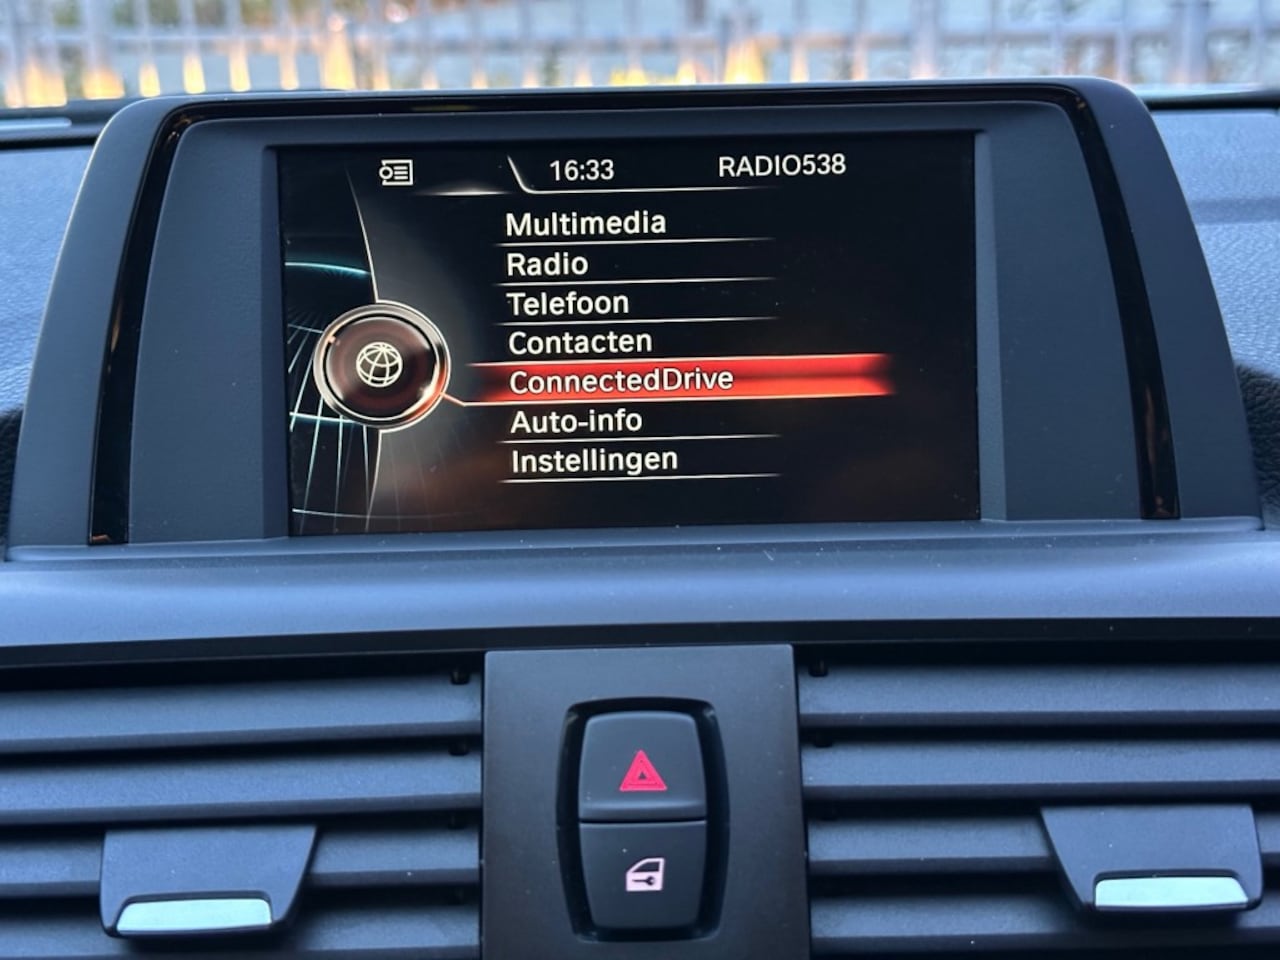 16:33 RADIO538
Multimedia
Radio
Telefoon
Contacten
ConnectedDrive
Auto-info
Instellingen